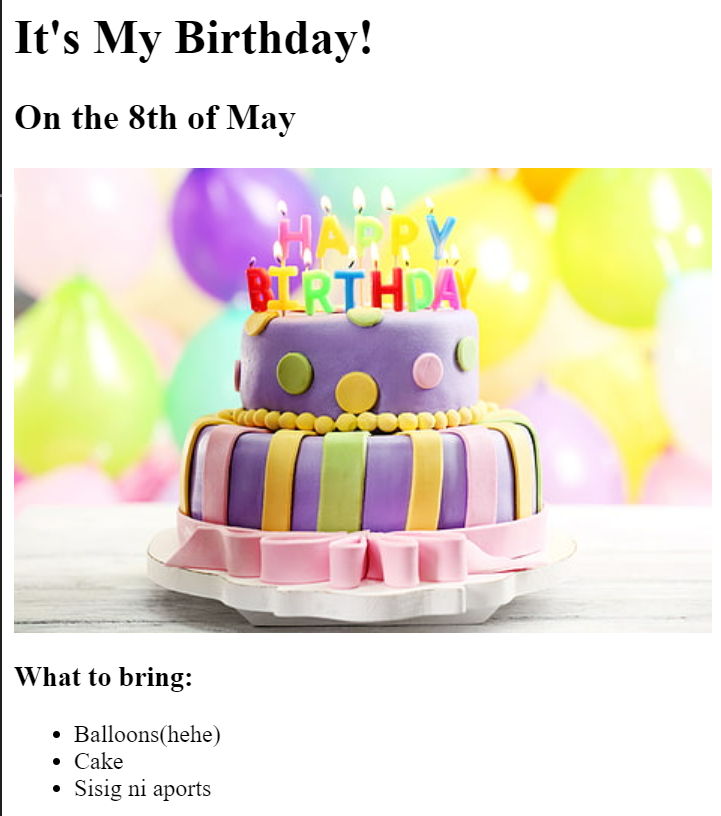 It's My Birthday!
On the 8th of May
HAPPY
BIRTHDAY
What to bring:
Balloons(hehe)
Cake
Sisig ni aports